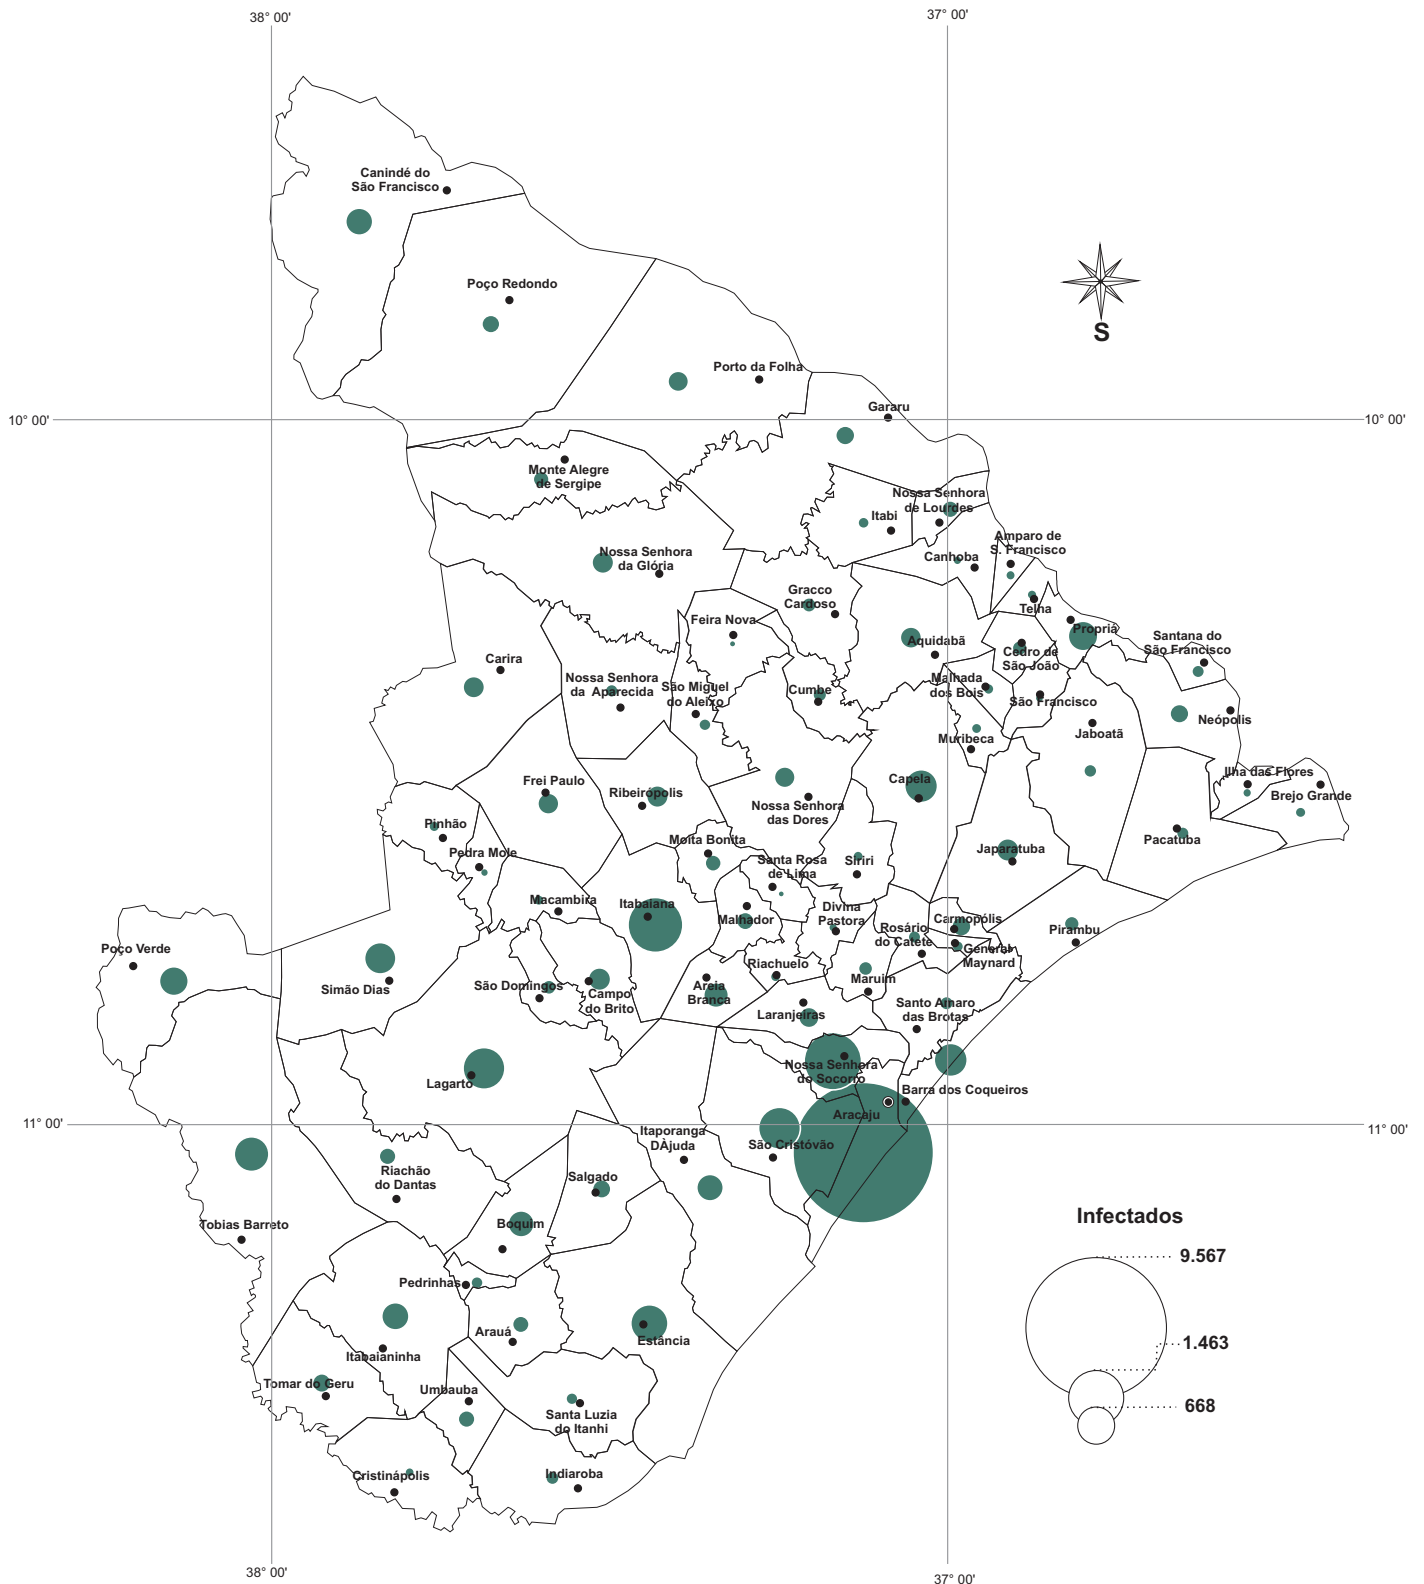 38° 00'
37° 00'
Canindé do
São Francisco
Poço Redondo
S
Porto da Folha
Gararu
10° 00'
10° 00'
Monte Alegre
de Sergipe
Nossa Senhora
de Lourdes
Itabi
Amparo de
S. Francisco
Canhoba
Nossa Senhora
da Glória
Gracco
Cardoso
Telha
Feira Nova
Propriá
Santana do
São Francisco
Aquidabã
Cedro de
São João
Carira
Nossa Senhora
da Aparecida
São Miguel
do Aleixo
Cumbe
Malhada
dos Bois
São Francisco
Neópolis
Jaboatã
Muribeca
Ilha das Flores
Brejo Grande
Frei Paulo
Ribeirópolis
Capela
Nossa Senhora
das Dores
Pinhão
Moita Bonita
Pacatuba
Pedra Mole
Santa Rosa
de Lima
Siriri
Japaratuba
Macambira
Itabaiana
Malhador
Divina
Pastora
Rosário
do Catete
Carmopólis
Pirambu
General
Maynard
Poço Verde
Simão Dias
São Domingos
Campo
do Brito
Areia
Branca
Riachuelo
Maruim
Laranjeiras
Santo Amaro
das Brotas
Lagarto
Nossa Senhora
do Socorro
Barra dos Coqueiros
Aracaju
11° 00'
11° 00'
Itaporanga
DÀjuda
São Cristóvão
Riachão
do Dantas
Salgado
Tobias Barreto
Boquim
Infectados
9.567
Pedrinhas
Arauá
Estância
1.463
Itabaianinha
Tomar do Geru
Umbauba
668
Santa Luzia
do Itanhi
Cristinápolis
Indiaroba
38° 00'
37° 00'